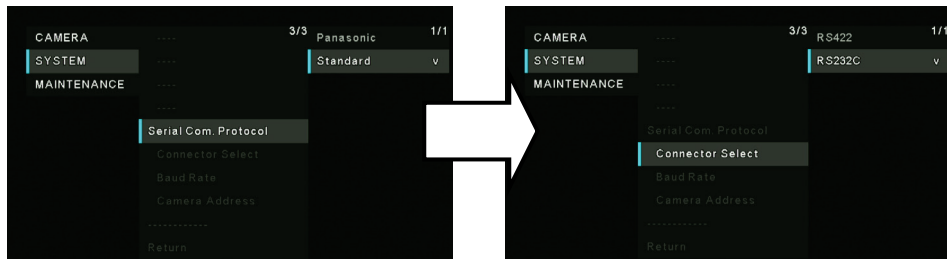 CAMERA
SYSTEM
MAINTENANCE
3/3
----
----
----
----
Serial Com. Protocol
Connector Select
Baud Rate
Camera Address
------------
Return
1/1
Panasonic
Standard v
CAMERA
SYSTEM
MAINTENANCE
3/3
----
----
----
----
Serial Com. Protocol
Connector Select
Baud Rate
Camera Address
------------
Return
1/1
RS422
RS232C v